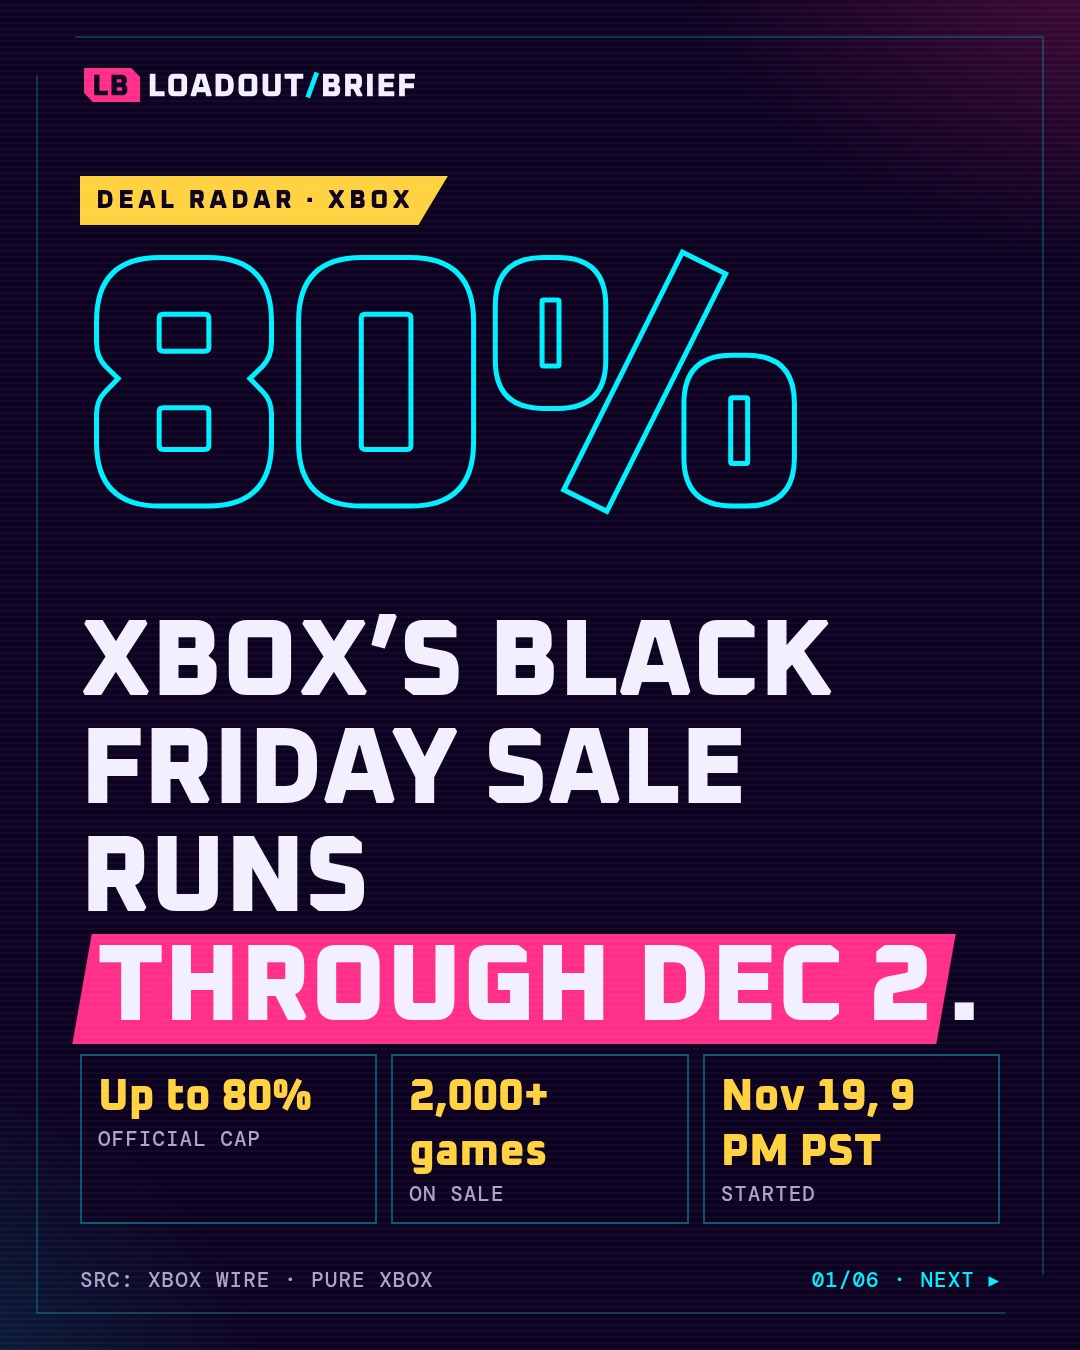 LB LOADOUT/BRIEF
DEAL RADAR · XBOX
80%
XBOX’S BLACK
FRIDAY SALE
RUNS
THROUGH DEC 2.
Up to 80%
OFFICIAL CAP
2,000+
games
ON SALE
Nov 19, 9
PM PST
STARTED
SRC: XBOX WIRE · PURE XBOX
01/06 · NEXT ▸